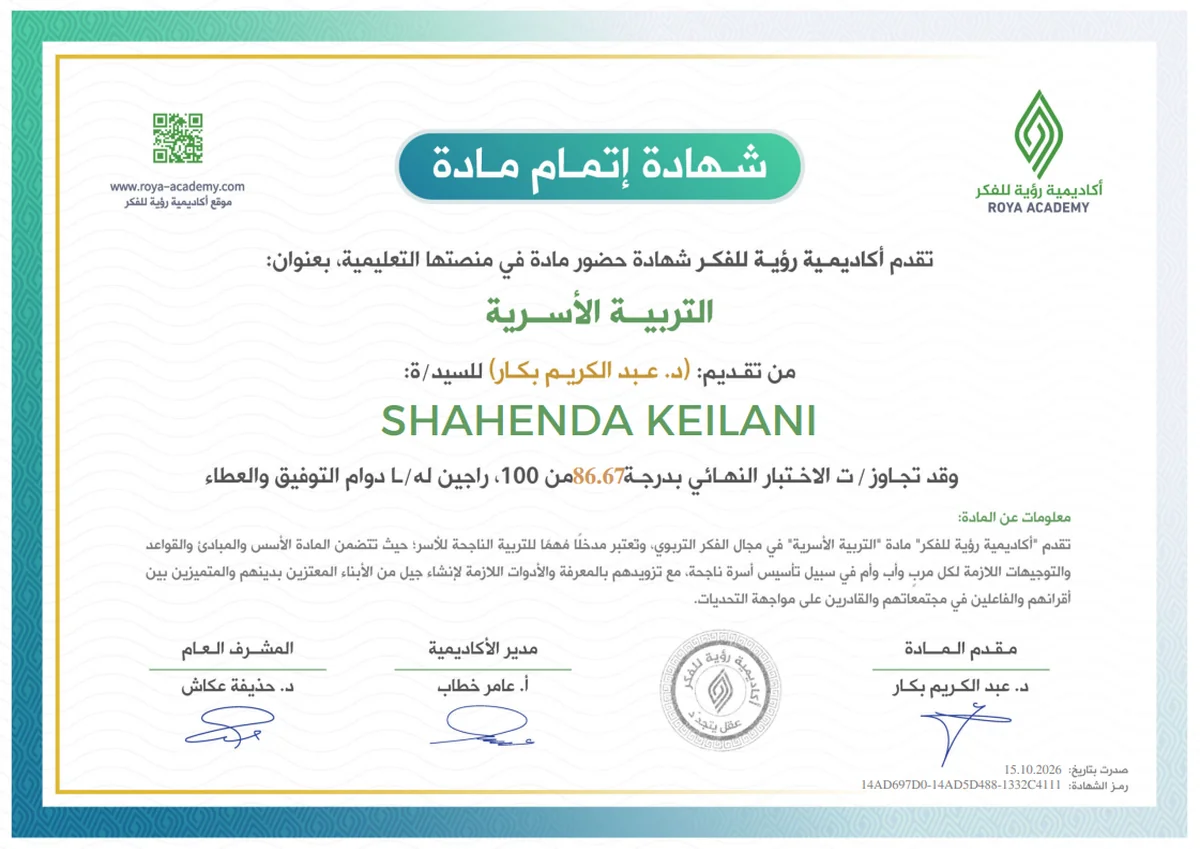 www.roya-academy.com
موقع أكاديمية رؤية للفكر
أكاديمية رؤية للفكر
ROYA ACADEMY
شهادة إتمام مادة
تقدم أكاديمية رؤية للفكر شهادة حضور مادة في منصتها التعليمية، بعنوان:
التربية الأسرية
من تقديم: (د. عبد الكريم بكار) للسيد/ة:
SHAHENDA KEILANI
وقد تجاوز/ ت الاختبار النهائي بدرجة86.67من 100، راجين له/ـا دوام التوفيق والعطاء
معلومات عن المادة:
تقدم "أكاديمية رؤية للفكر" مادة "التربية الأسرية" في مجال الفكر التربوي، وتعتبر مدخلًا مُهمًا للتربية الناجحة للأسر؛ حيث تتضمن المادة الأسس والمبادئ والقواعد
والتوجيهات اللازمة لكل مربٍ وأب وأم في سبيل تأسيس أسرة ناجحة، مع تزويدهم بالمعرفة والأدوات اللازمة لإنشاء جيل من الأبناء المعتزين بدينهم والمتميزين بين
أقرانهم والفاعلين في مجتمعاتهم والقادرين على مواجهة التحديات.
مقدم المادة
د. عبد الكريم بكار
أكاديمية رؤية للفكر
عقل يتجدد
مدير الأكاديمية
أ. عامر خطاب
المشرف العام
د. حذيفة عكاش
صدرت بتاريخ: 15.10.2026
رمز الشهادة: 14AD697D0-14AD5D488-1332C4111